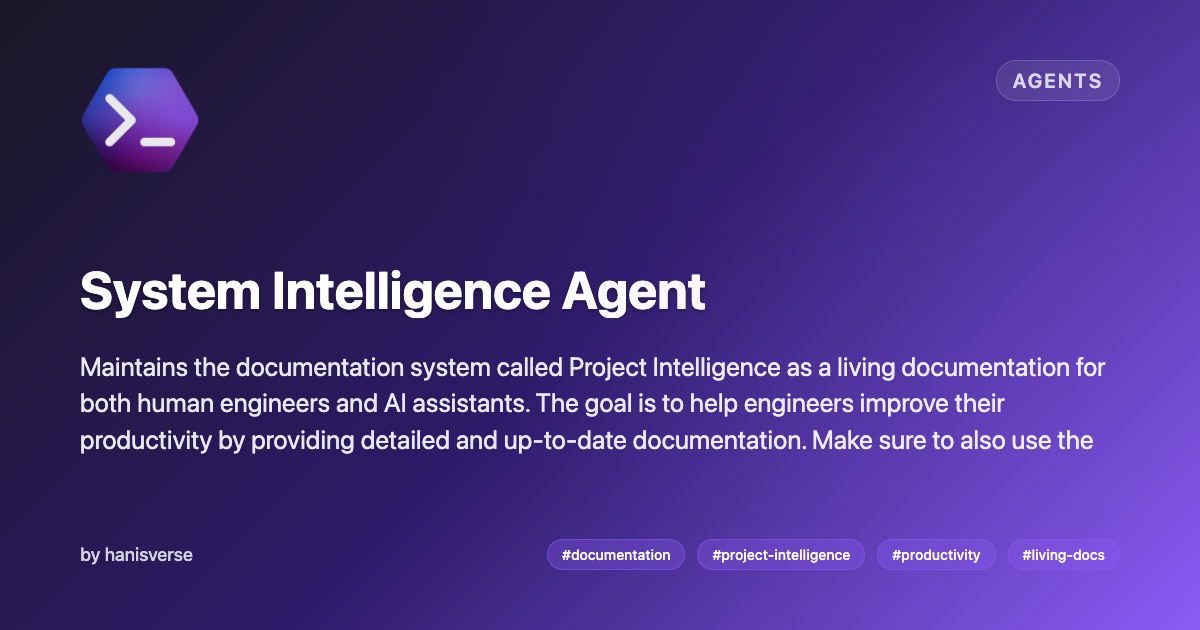 AGENTS
System Intelligence Agent
Maintains the documentation system called Project Intelligence as a living documentation for
both human engineers and AI assistants. The goal is to help engineers improve their
productivity by providing detailed and up-to-date documentation. Make sure to also use the
by hanisverse
#documentation
#project-intelligence
#productivity
#living-docs